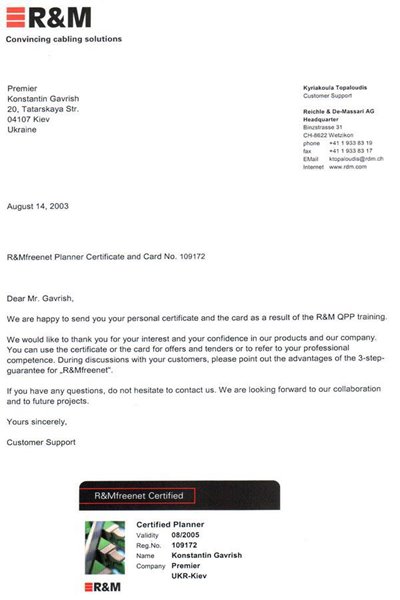 R&M
Convincing cabling solutions
Premier
Konstantin Gavrish
20, Tatarskaya Str.
04107 Kiev
Ukraine
Kyriakoula Topaloudis
Customer Support
Reichle & De-Massari AG
Headquarter
Binzstrasse 31
CH-8622 Wetzikon
phone +41 1 933 83 19
fax +41 1 933 83 17
EMail ktopaloudis@rdm.ch
Internet www.rdm.com
August 14, 2003
R&Mfreenet Planner Certificate and Card No. 109172
Dear Mr. Gavrish,
We are happy to send you your personal certificate and the card as a result of the R&M QPP training.
We would like to thank you for your interest and your confidence in our products and our company.
You can use the certificate or the card for offers and tenders or to refer to your professional
competence. During discussions with your customers, please point out the advantages of the 3-step-
guarantee for „R&Mfreenet".
If you have any questions, do not hesitate to contact us. We are looking forward to our collaboration
and to future projects.
Yours sincerely,
Customer Support
R&Mfreenet Certified
Certified Planner
Validity 08/2005
Reg.No. 109172
Name Konstantin Gavrish
Company Premier
UKR-Kiev
R&M